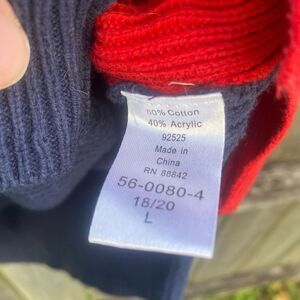 60% Cotton
40% Acrylic
92525
Made in
China
RN 88842
56-0080-4
18/20
L